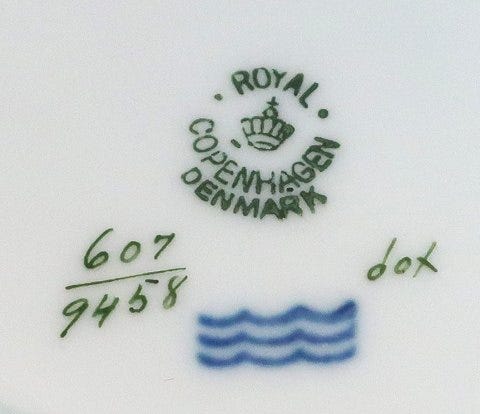 ROYAL
COPENHAGEN
DENMARK
607
9458
dox